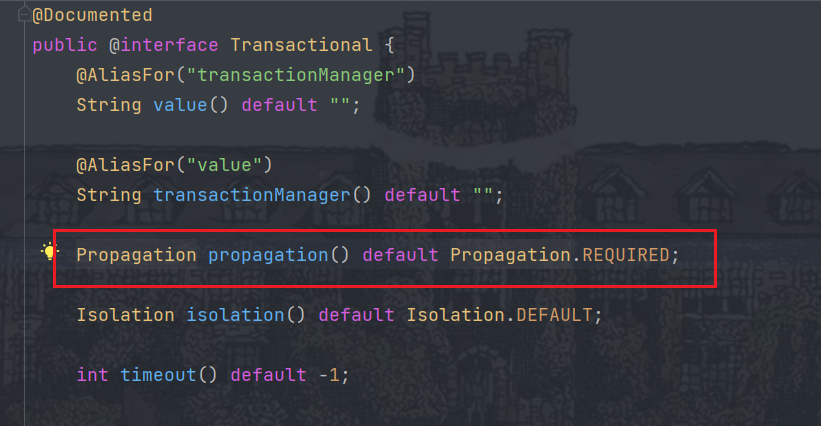 @Documented
public @interface Transactional {
@AliasFor("transactionManager")
String value() default "";
@AliasFor("value")
String transactionManager() default "";
Propagation propagation() default Propagation.REQUIRED;
Isolation isolation() default Isolation.DEFAULT;
int timeout() default -1;